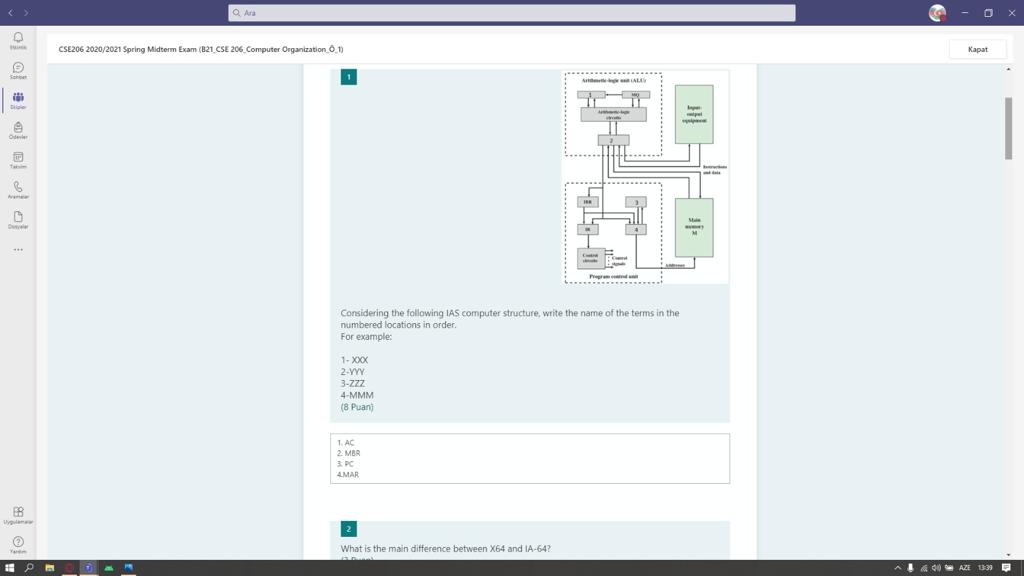 Ara
CSE206 2020/2021 Spring Midterm Exam (B21_CSE 206_Computer Organization_Ö_1)
Kapat
Etkinlik
Sohbet
Ekipler
Ödevler
Takvim
Aramalar
Dosyalar
...
Uygulamalar
Yardım
1
Arithmetic-logic unit (ALU)
1
MQ
Arithmetic-logic
circuits
2
Input-
output
equipment
Instructions
and data
IBR
3
IR
4
Main
memory
M
Control
circuits
Control
signals
Addresses
Program control unit
Considering the following IAS computer structure, write the name of the terms in the
numbered locations in order.
For example:
1- XXX
2-YYY
3-ZZZ
4-MMM
(8 Puan)
1. AC
2. MBR
3. PC
4.MAR
2
What is the main difference between X64 and IA-64?
AZE
13:39